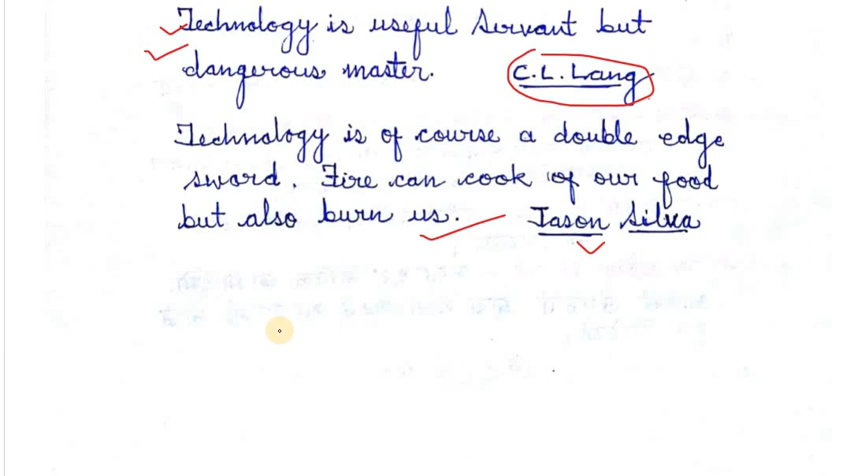 Technology is useful Servant but
dangerous master. C.L. Lang
Technology is of course a double edge
sword. Fire can cook of our food
but also burn us. Jason Silva